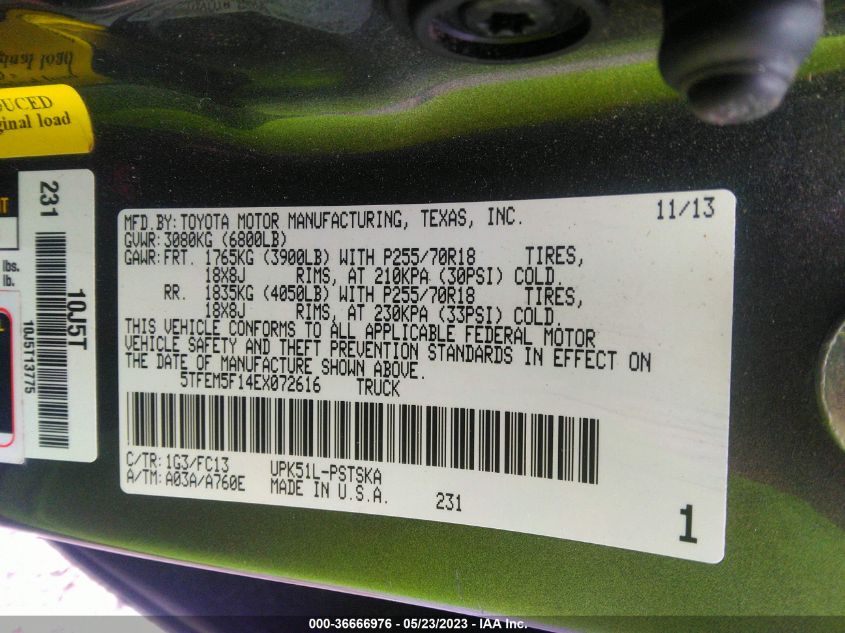 UCED
ginal load
T
lbs.
lb.
L
231
10J5T
10J5T13775
MFD.BY:TOYOTA MOTOR MANUFACTURING, TEXAS, INC. 11/13
GVWR:3080KG (6800LB)
GAWR:FRT. 1765KG (3900LB) WITH P255/70R18 TIRES,
18X8J RIMS, AT 210KPA (30PSI) COLD.
RR. 1835KG (4050LB) WITH P255/70R18 TIRES,
18X8J RIMS, AT 230KPA (33PSI) COLD.
THIS VEHICLE CONFORMS TO ALL APPLICABLE FEDERAL MOTOR
VEHICLE SAFETY AND THEFT PREVENTION STANDARDS IN EFFECT ON
THE DATE OF MANUFACTURE SHOWN ABOVE.
5TFEM5F14EX072616 TRUCK
C/TR:1G3/FC13 UPK51L-PSTSKA
A/TM:A03A/A760E MADE IN U.S.A. 231
1
000-36666976 - 05/23/2023 - IAA Inc.